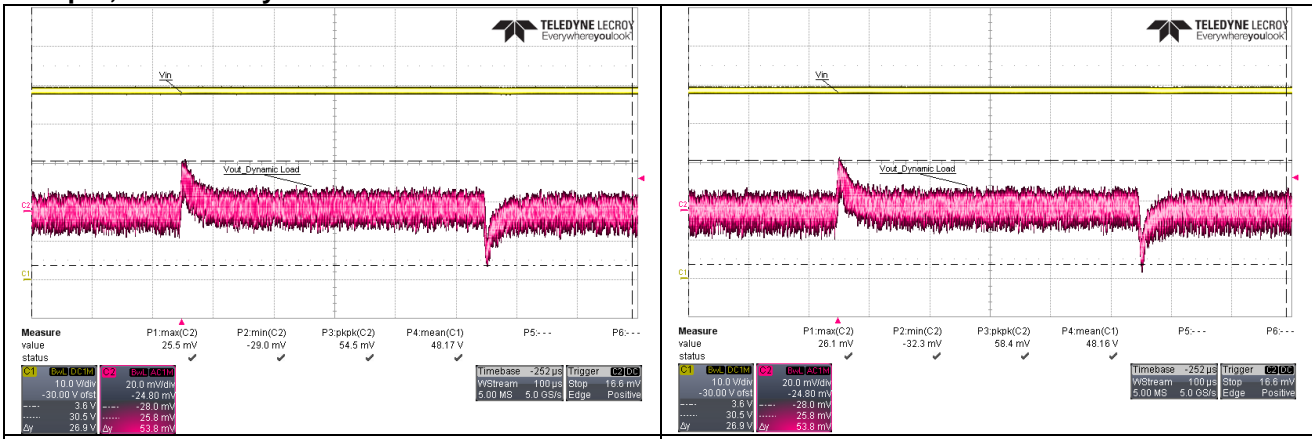 TELEDYNE LECROY
Everywhereyoulook
Vin
Vout_Dynamic Load
C2
C1
Measure P1:max(C2) P2:min(C2) P3:pkpk(C2) P4:mean(C1) P5:- - - P6:- - -
value 25.5 mV -29.0 mV 54.5 mV 48.17 V
status
C1 BwL DC1M C2 BwL AC1M
10.0 V/div 20.0 mV/div
-30.00 V ofst -24.80 mV
3.6 V -28.0 mV
30.5 V 25.8 mV
Δy 26.9 V Δy 53.8 mV
Timebase -252 µs Trigger C2 DC
WStream 100 µs Stop 16.6 mV
5.00 MS 5.0 GS/s Edge Positive
TELEDYNE LECROY
Everywhereyoulook
Vin
Vout_Dynamic Load
C2
C1
Measure P1:max(C2) P2:min(C2) P3:pkpk(C2) P4:mean(C1) P5:- - - P6:- - -
value 26.1 mV -32.3 mV 58.4 mV 48.16 V
status
C1 BwL DC1M C2 BwL AC1M
10.0 V/div 20.0 mV/div
-30.00 V ofst -24.80 mV
3.6 V -28.0 mV
30.5 V 25.8 mV
Δy 26.9 V Δy 53.8 mV
Timebase -252 µs Trigger C2 DC
WStream 100 µs Stop 16.6 mV
5.00 MS 5.0 GS/s Edge Positive